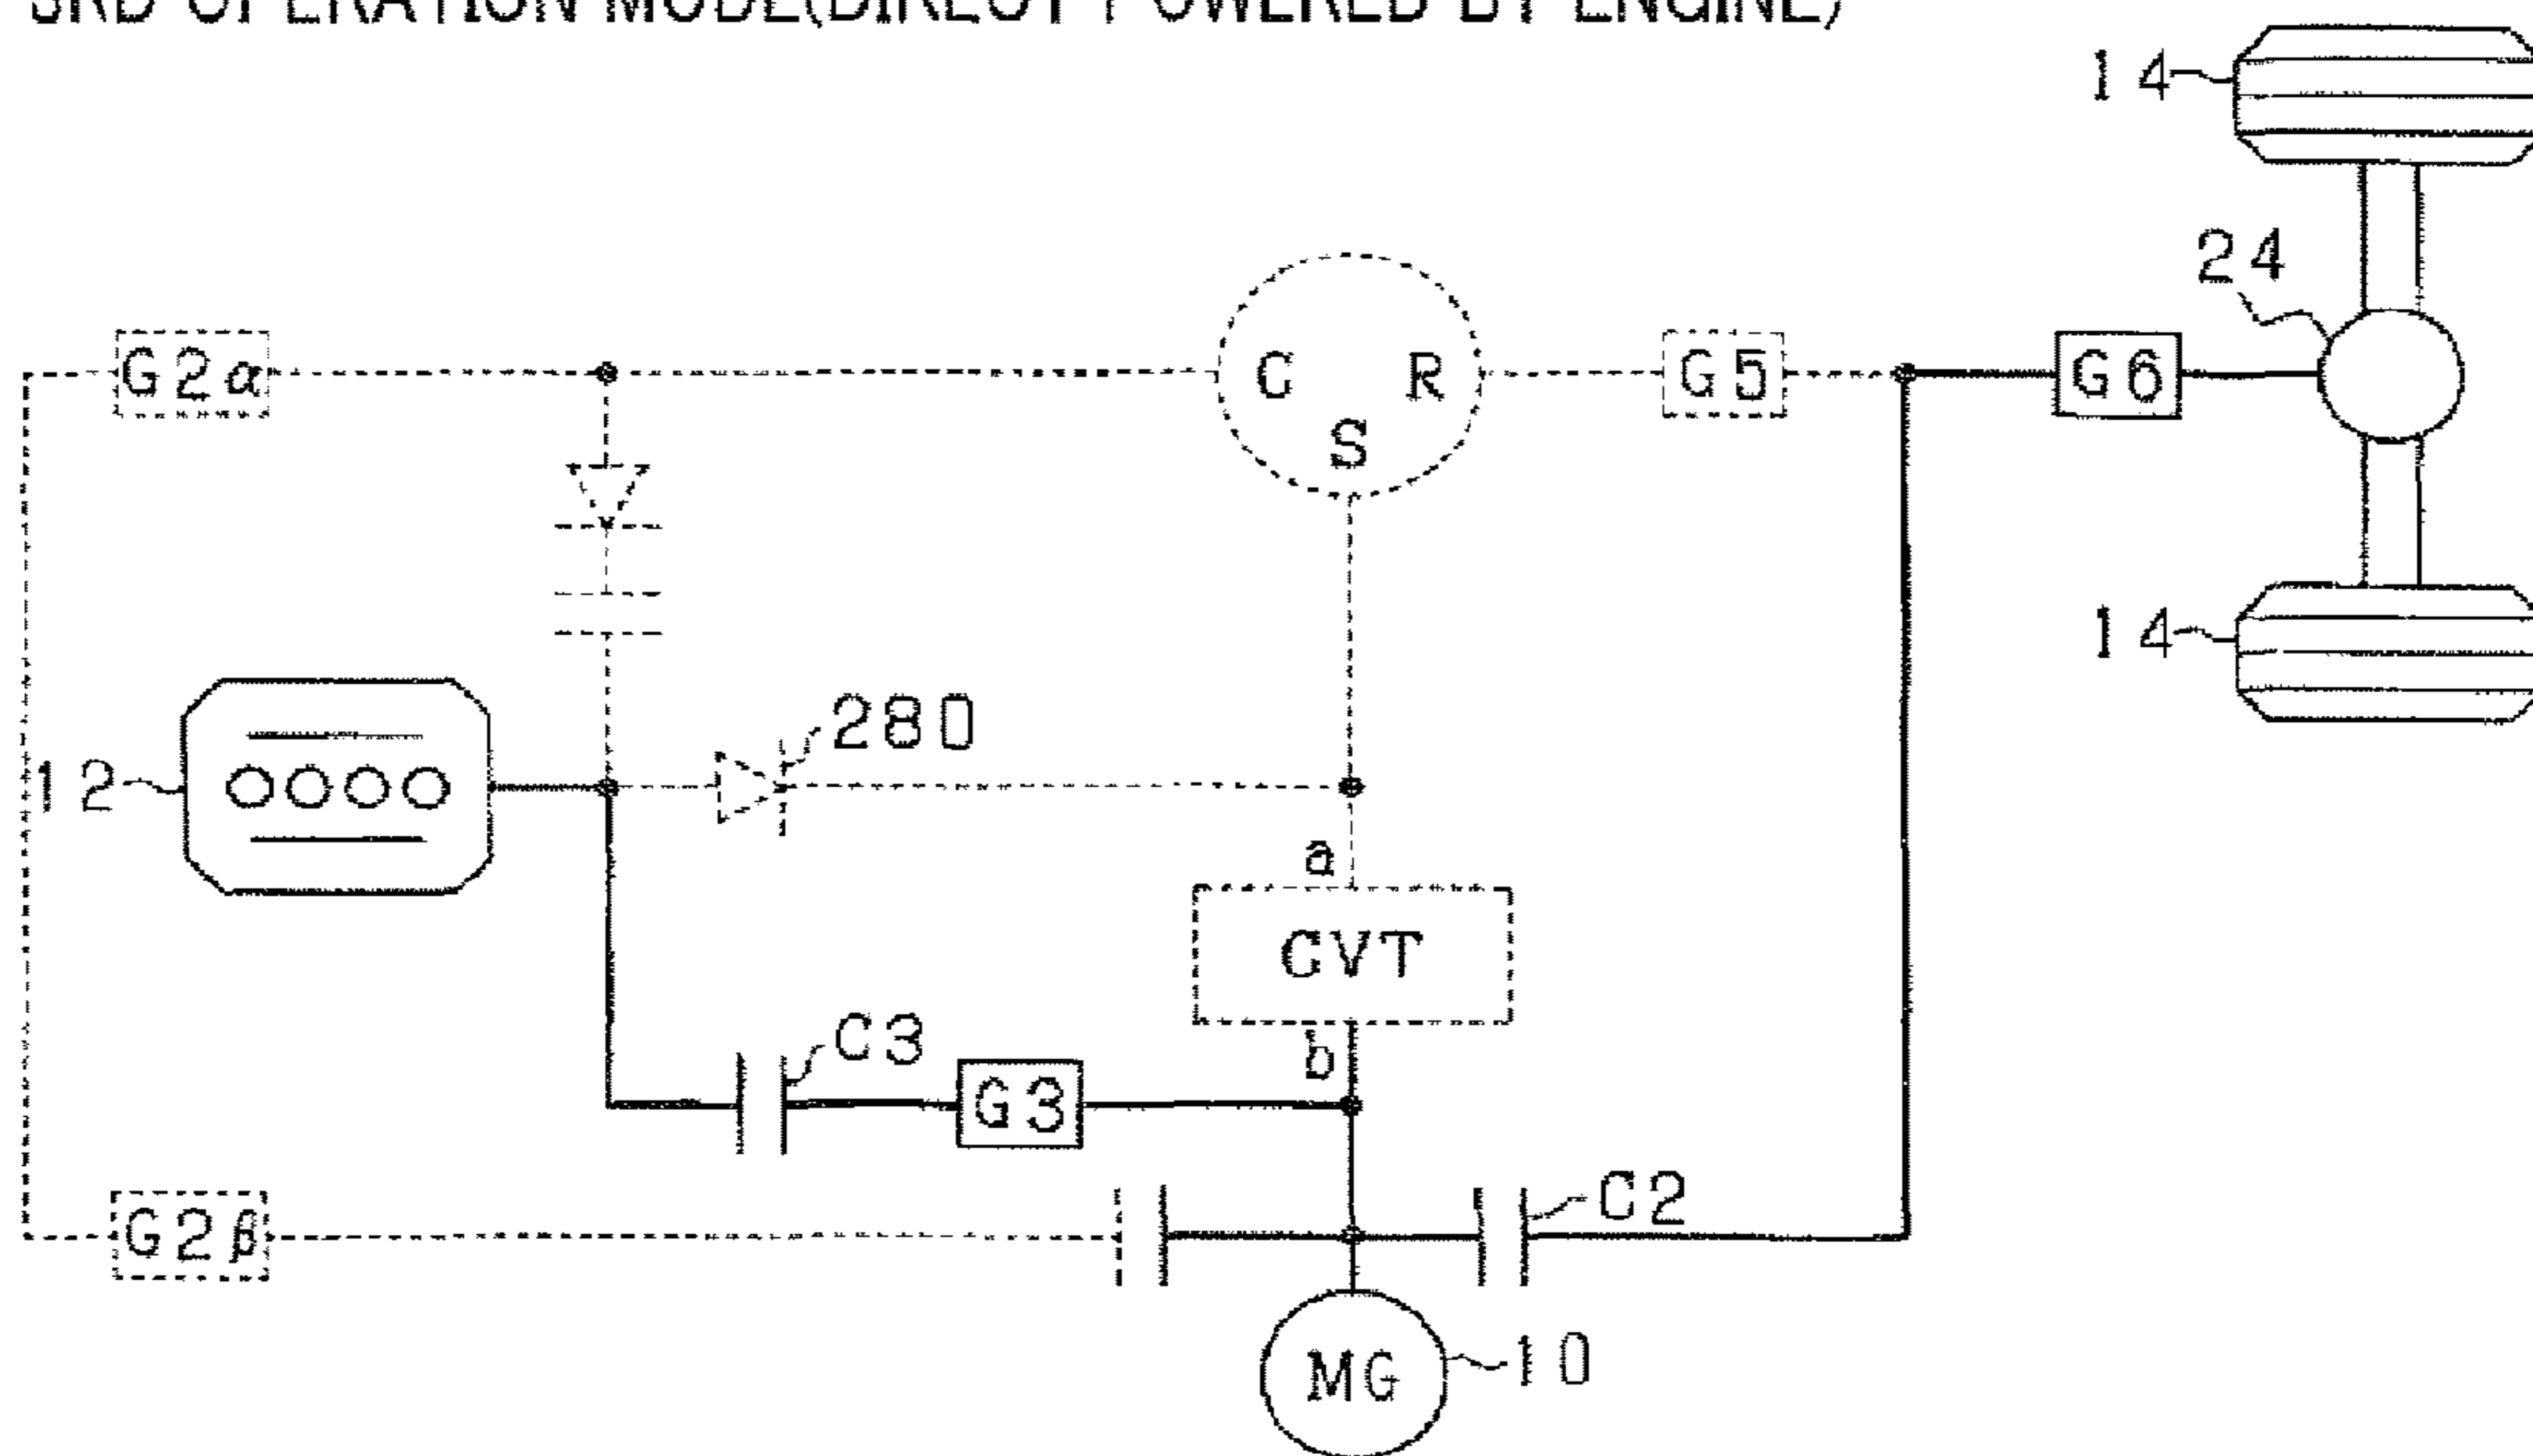 3RD OPERATION MODE(DIRECT POWERED BY ENGINE)
14
24
G2α
C
R
S
G5
G6
14
280
12
a
CVT
b
C3
G3
C2
G2β
MG
10